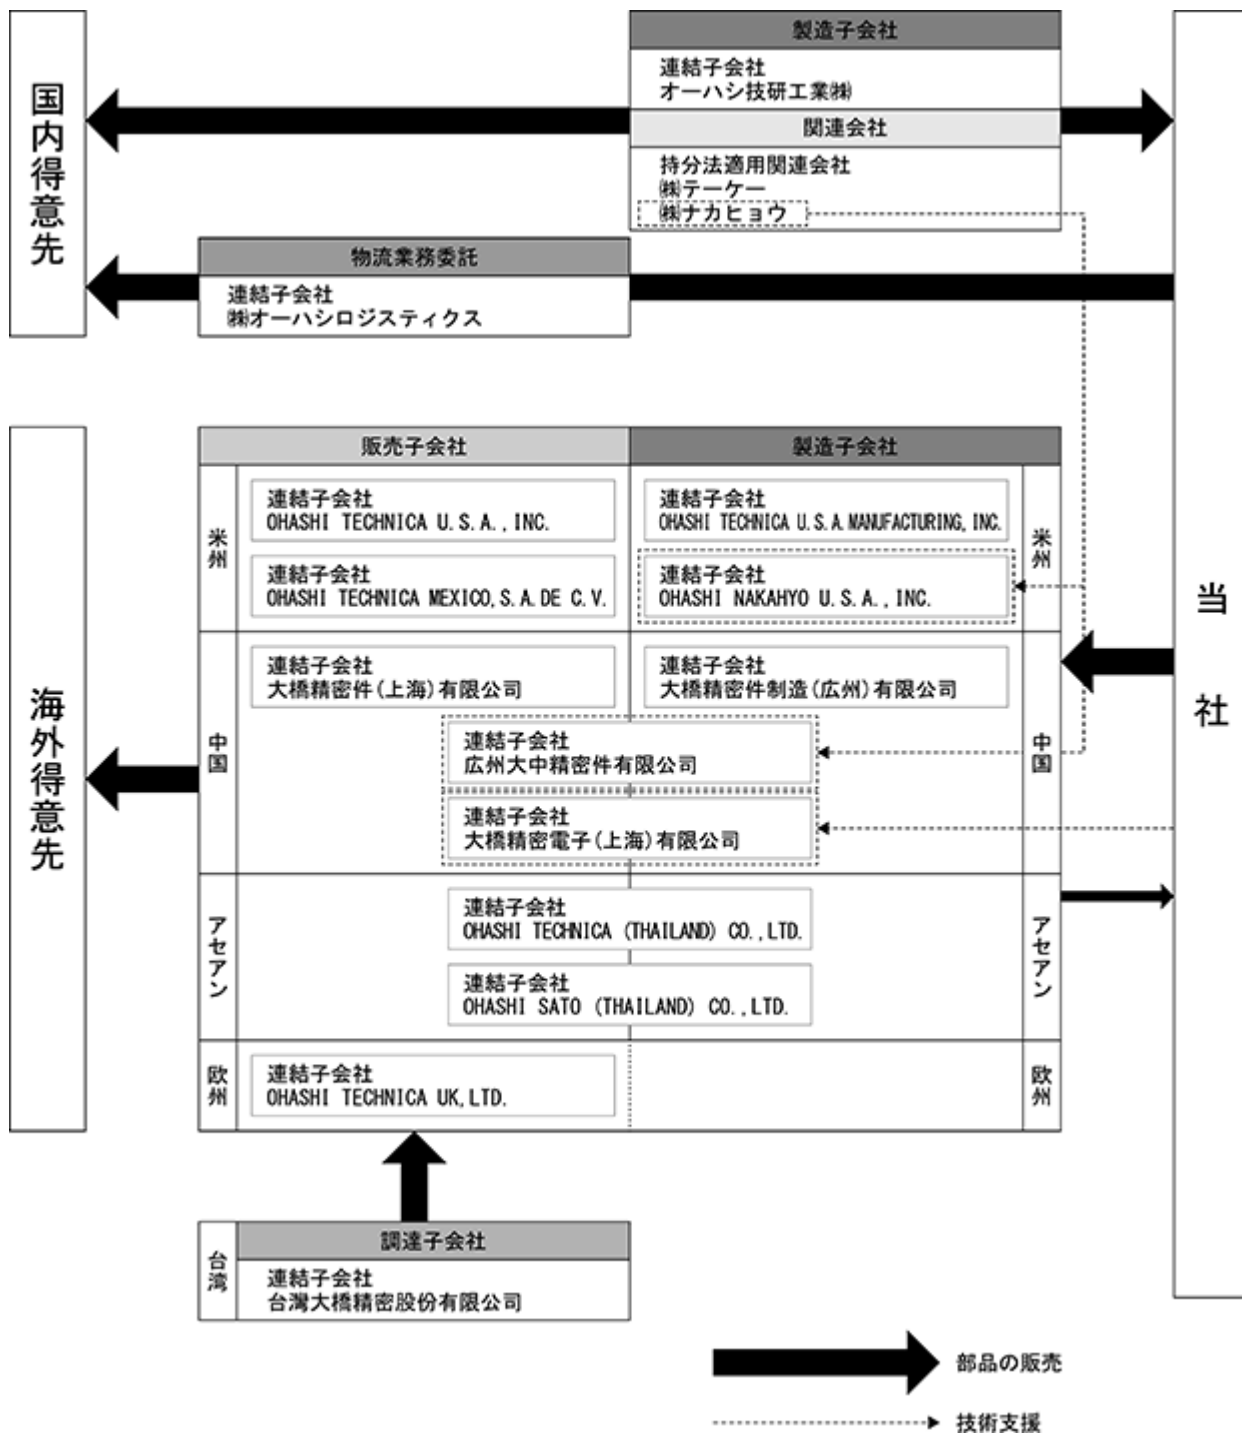 国内得意先
製造子会社
連結子会社
オーハシ技研工業㈱
関連会社
持分法適用関連会社
㈱テーケー
㈱ナカヒョウ
物流業務委託
連結子会社
㈱オーハシロジスティクス
当社
海外得意先
販売子会社
製造子会社
米州
連結子会社
OHASHI TECHNICA U.S.A., INC.
連結子会社
OHASHI TECHNICA U.S.A. MANUFACTURING, INC.
米州
連結子会社
OHASHI TECHNICA MEXICO, S.A. DE C.V.
連結子会社
OHASHI NAKAHYO U.S.A., INC.
中国
連結子会社
大橋精密件(上海)有限公司
連結子会社
大橋精密件制造(広州)有限公司
中国
連結子会社
広州大中精密件有限公司
連結子会社
大橋精密電子(上海)有限公司
アセアン
連結子会社
OHASHI TECHNICA (THAILAND) CO., LTD.
アセアン
連結子会社
OHASHI SATO (THAILAND) CO., LTD.
欧州
連結子会社
OHASHI TECHNICA UK, LTD.
欧州
台湾
調達子会社
連結子会社
台灣大橋精密股份有限公司
部品の販売
技術支援